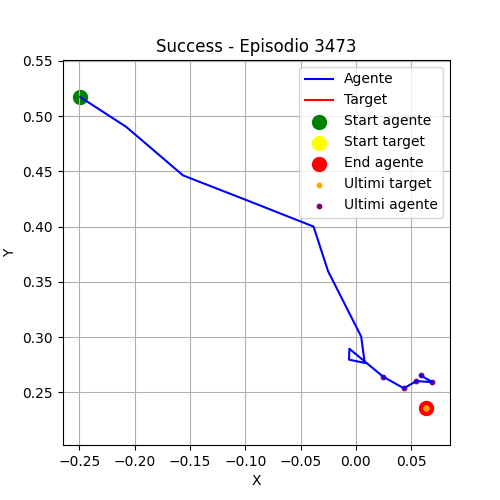 Success - Episodio 3473
Agente
Target
Start agente
Start target
End agente
Ultimi target
Ultimi agente
0.55
0.50
0.45
0.40
0.35
0.30
0.25
Y
−0.25
−0.20
−0.15
−0.10
−0.05
0.00
0.05
X